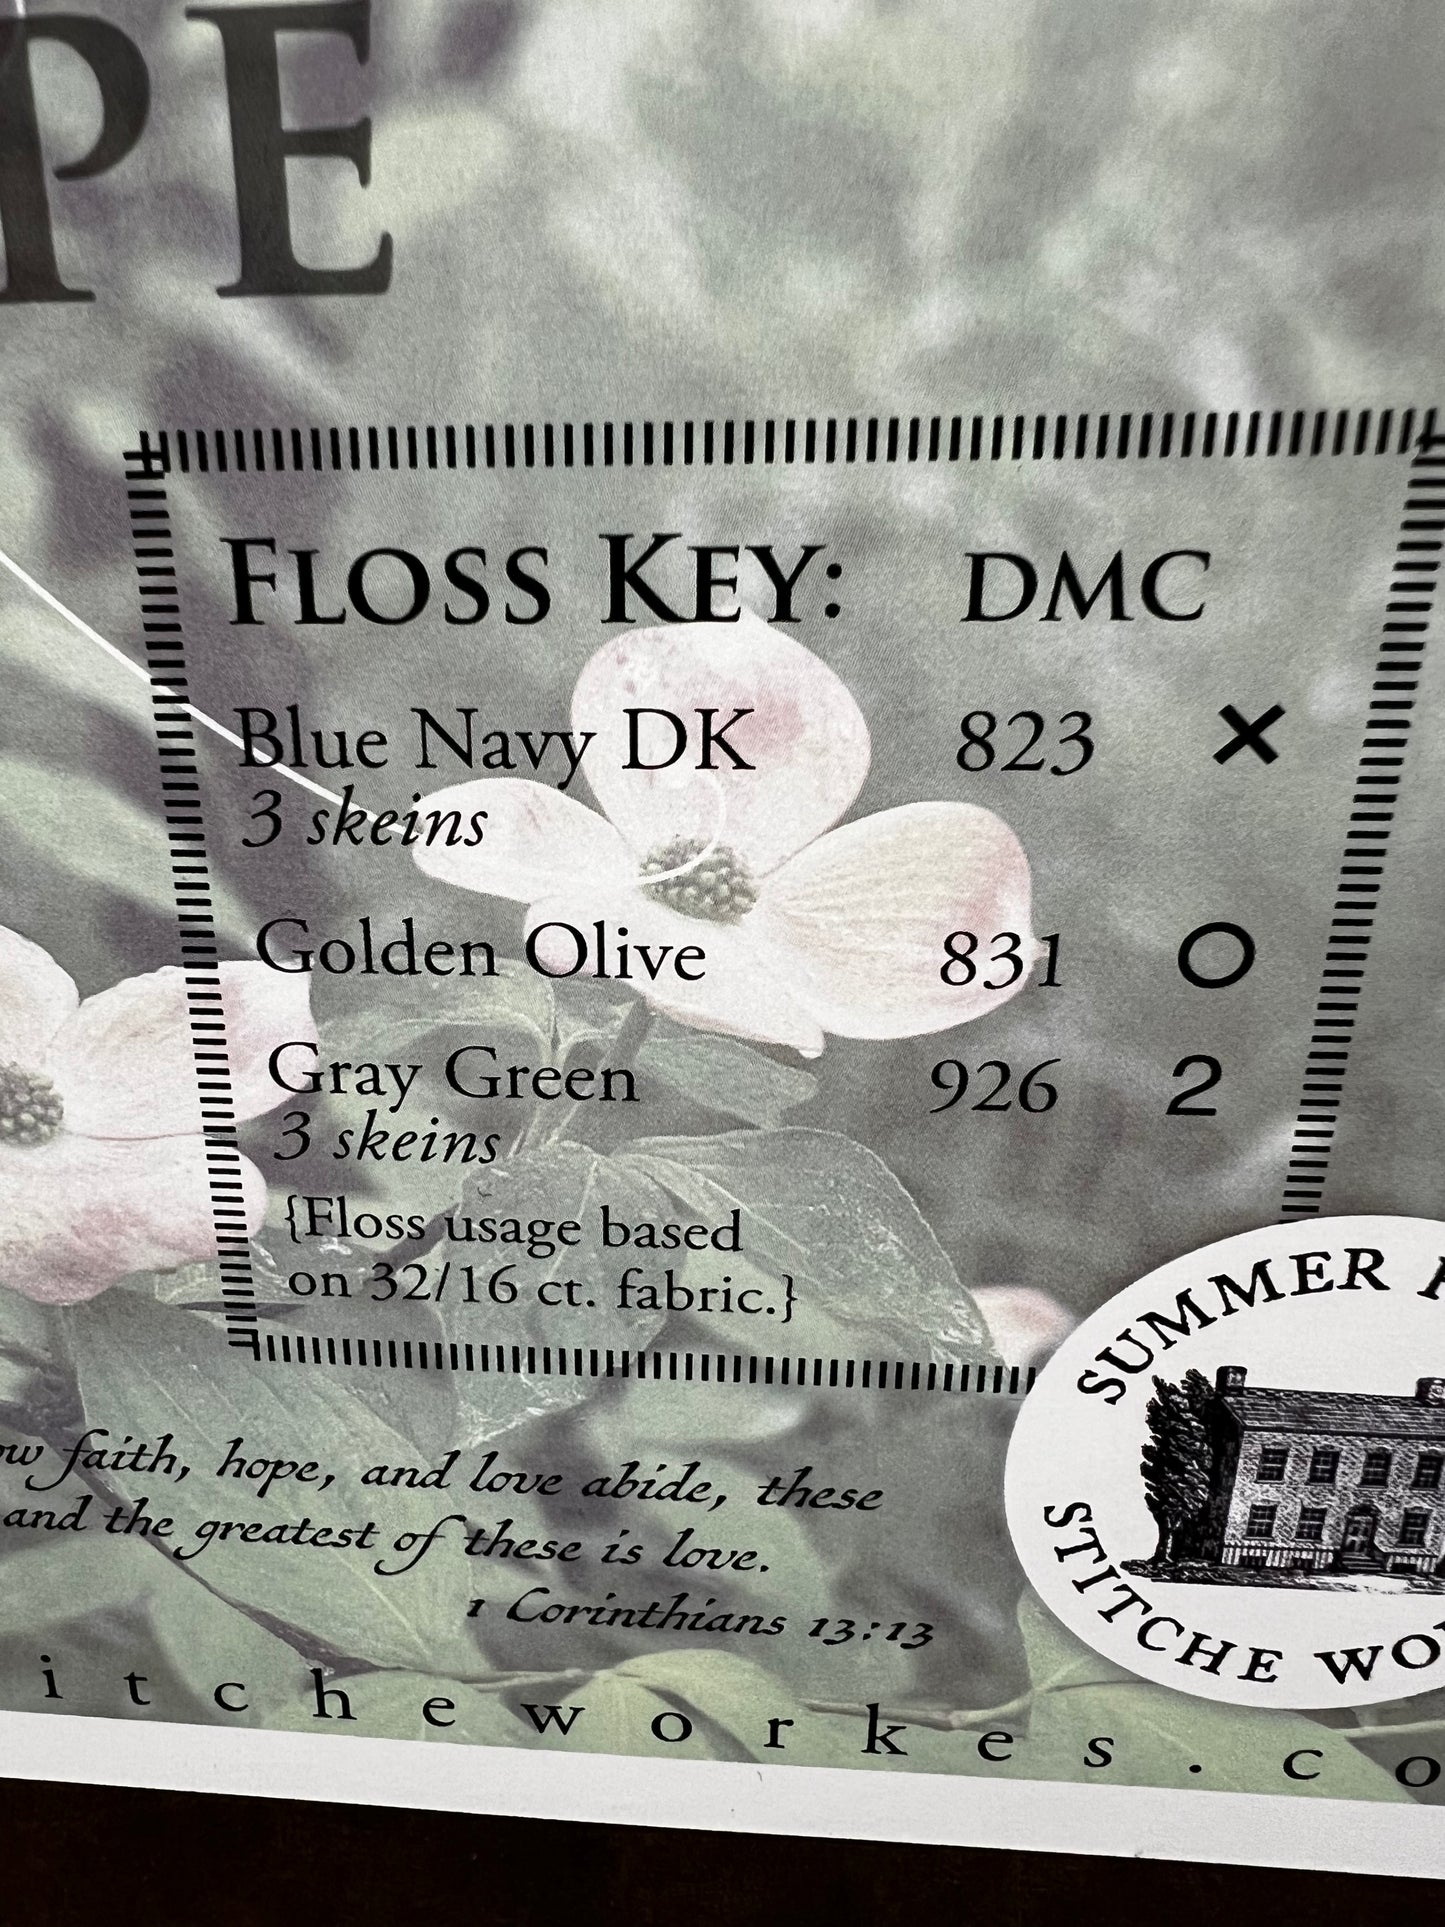 PE
FLOSS KEY: DMC
Blue Navy DK 823 ×
3 skeins
Golden Olive 831 O
Gray Green 926 2
3 skeins
{Floss usage based
on 32/16 ct. fabric.}
faith, hope, and love abide, these
and the greatest of these is love.
1 Corinthians 13:13
SUMMER
STITCHE WO
itcheworkes.co